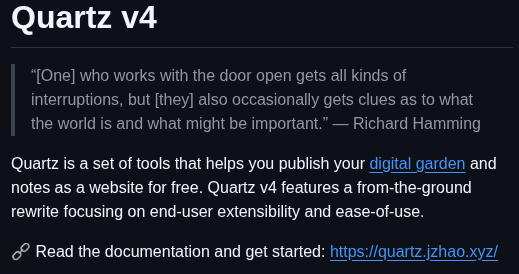 Quartz v4
“[One] who works with the door open gets all kinds of
interruptions, but [they] also occasionally gets clues as to what
the world is and what might be important.” — Richard Hamming
Quartz is a set of tools that helps you publish your digital garden and
notes as a website for free. Quartz v4 features a from-the-ground
rewrite focusing on end-user extensibility and ease-of-use.
🔗 Read the documentation and get started: https://quartz.jzhao.xyz/